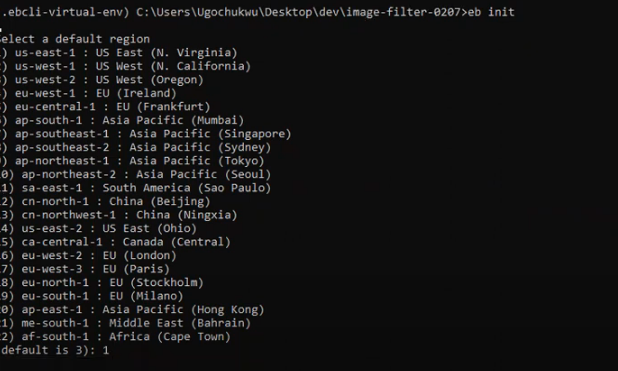 .ebcli-virtual-env) C:\Users\Ugochukwu\Desktop\dev\image-filter-0207>eb init
elect a default region
) us-east-1 : US East (N. Virginia)
) us-west-1 : US West (N. California)
) us-west-2 : US West (Oregon)
) eu-west-1 : EU (Ireland)
) eu-central-1 : EU (Frankfurt)
) ap-south-1 : Asia Pacific (Mumbai)
) ap-southeast-1 : Asia Pacific (Singapore)
) ap-southeast-2 : Asia Pacific (Sydney)
) ap-northeast-1 : Asia Pacific (Tokyo)
0) ap-northeast-2 : Asia Pacific (Seoul)
1) sa-east-1 : South America (Sao Paulo)
2) cn-north-1 : China (Beijing)
3) cn-northwest-1 : China (Ningxia)
4) us-east-2 : US East (Ohio)
5) ca-central-1 : Canada (Central)
6) eu-west-2 : EU (London)
7) eu-west-3 : EU (Paris)
8) eu-north-1 : EU (Stockholm)
9) eu-south-1 : EU (Milano)
20) ap-east-1 : Asia Pacific (Hong Kong)
21) me-south-1 : Middle East (Bahrain)
22) af-south-1 : Africa (Cape Town)
default is 3): 1